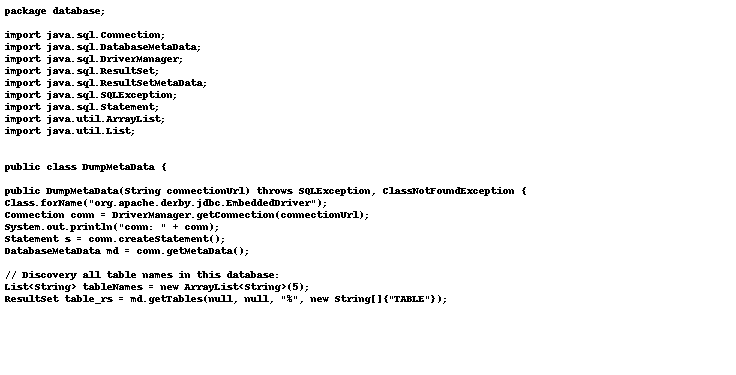 package database;
import java.sql.Connection;
import java.sql.DatabaseMetaData;
import java.sql.DriverManager;
import java.sql.ResultSet;
import java.sql.ResultSetMetaData;
import java.sql.SQLException;
import java.sql.Statement;
import java.util.ArrayList;
import java.util.List;
public class DumpMetaData {
public DumpMetaData(String connectionUrl) throws SQLException, ClassNotFoundException {
Class.forName("org.apache.derby.jdbc.EmbeddedDriver");
Connection conn = DriverManager.getConnection(connectionUrl);
System.out.println("conn: " + conn);
Statement s = conn.createStatement();
DatabaseMetaData md = conn.getMetaData();
// Discovery all table names in this database:
List<String> tableNames = new ArrayList<String>(5);
ResultSet table_rs = md.getTables(null, null, "%", new String[]{"TABLE"});